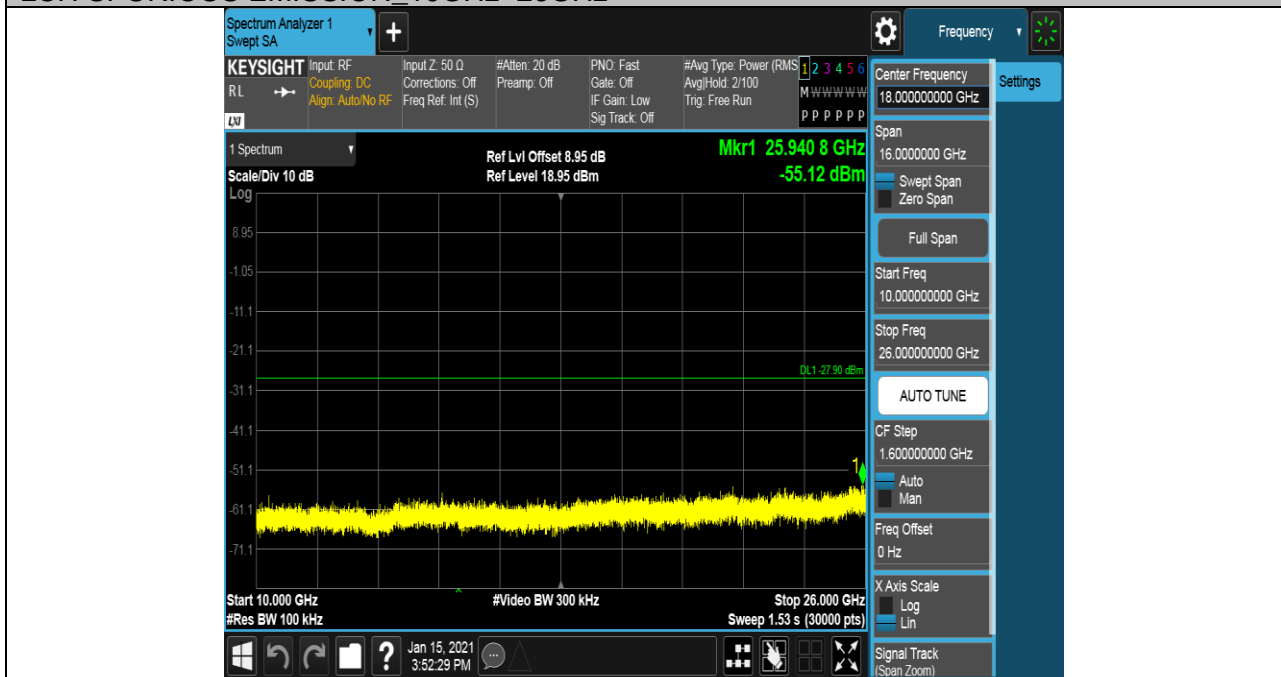 Spectrum Analyzer 1
Swept SA
+
Frequency
KEYSIGHT
RL
LXI
Input: RF
Coupling: DC
Align: Auto/No RF
Input Z: 50 Ω
Corrections: Off
Freq Ref: Int (S)
#Atten: 20 dB
Preamp: Off
PNO: Fast
Gate: Off
IF Gain: Low
Sig Track: Off
#Avg Type: Power (RMS
Avg|Hold: 2/100
Trig: Free Run
1 2 3 4 5 6
M W W W W W
P P P P P P
Center Frequency
18.000000000 GHz
Settings
Span
16.0000000 GHz
Swept Span
Zero Span
Full Span
Start Freq
10.000000000 GHz
Stop Freq
26.000000000 GHz
AUTO TUNE
CF Step
1.600000000 GHz
Auto
Man
Freq Offset
0 Hz
X Axis Scale
Log
Lin
Signal Track
(Span Zoom)
1 Spectrum
Scale/Div 10 dB
Log
Ref Lvl Offset 8.95 dB
Ref Level 18.95 dBm
Mkr1 25.940 8 GHz
-55.12 dBm
8.95
-1.05
-11.1
-21.1
DL1 -27.90 dBm
-31.1
-41.1
-51.1
1
-61.1
-71.1
Start 10.000 GHz
#Res BW 100 kHz
#Video BW 300 kHz
Stop 26.000 GHz
Sweep 1.53 s (30000 pts)
?
Jan 15, 2021
3:52:29 PM